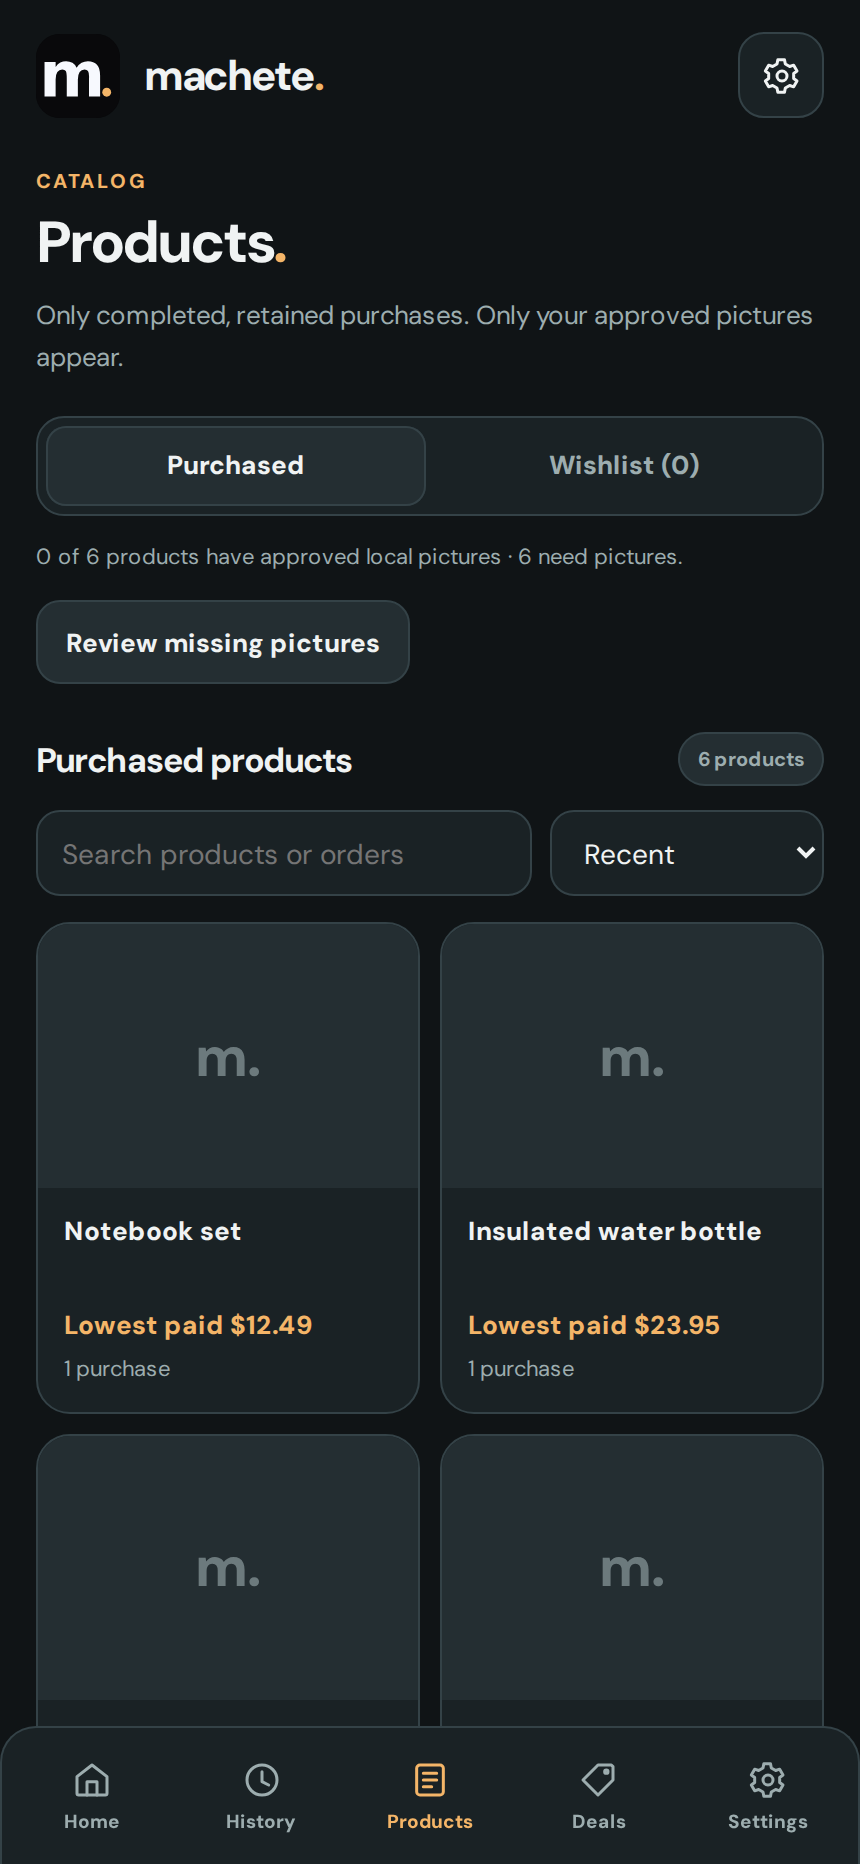 m.
machete.
CATALOG
Products.
Only completed, retained purchases. Only your approved pictures
appear.
Purchased
Wishlist (0)
0 of 6 products have approved local pictures · 6 need pictures.
Review missing pictures
Purchased products
6 products
Search products or orders
Recent
m.
m.
Notebook set
Insulated water bottle
Lowest paid $12.49
Lowest paid $23.95
1 purchase
1 purchase
m.
m.
Home
History
Products
Deals
Settings